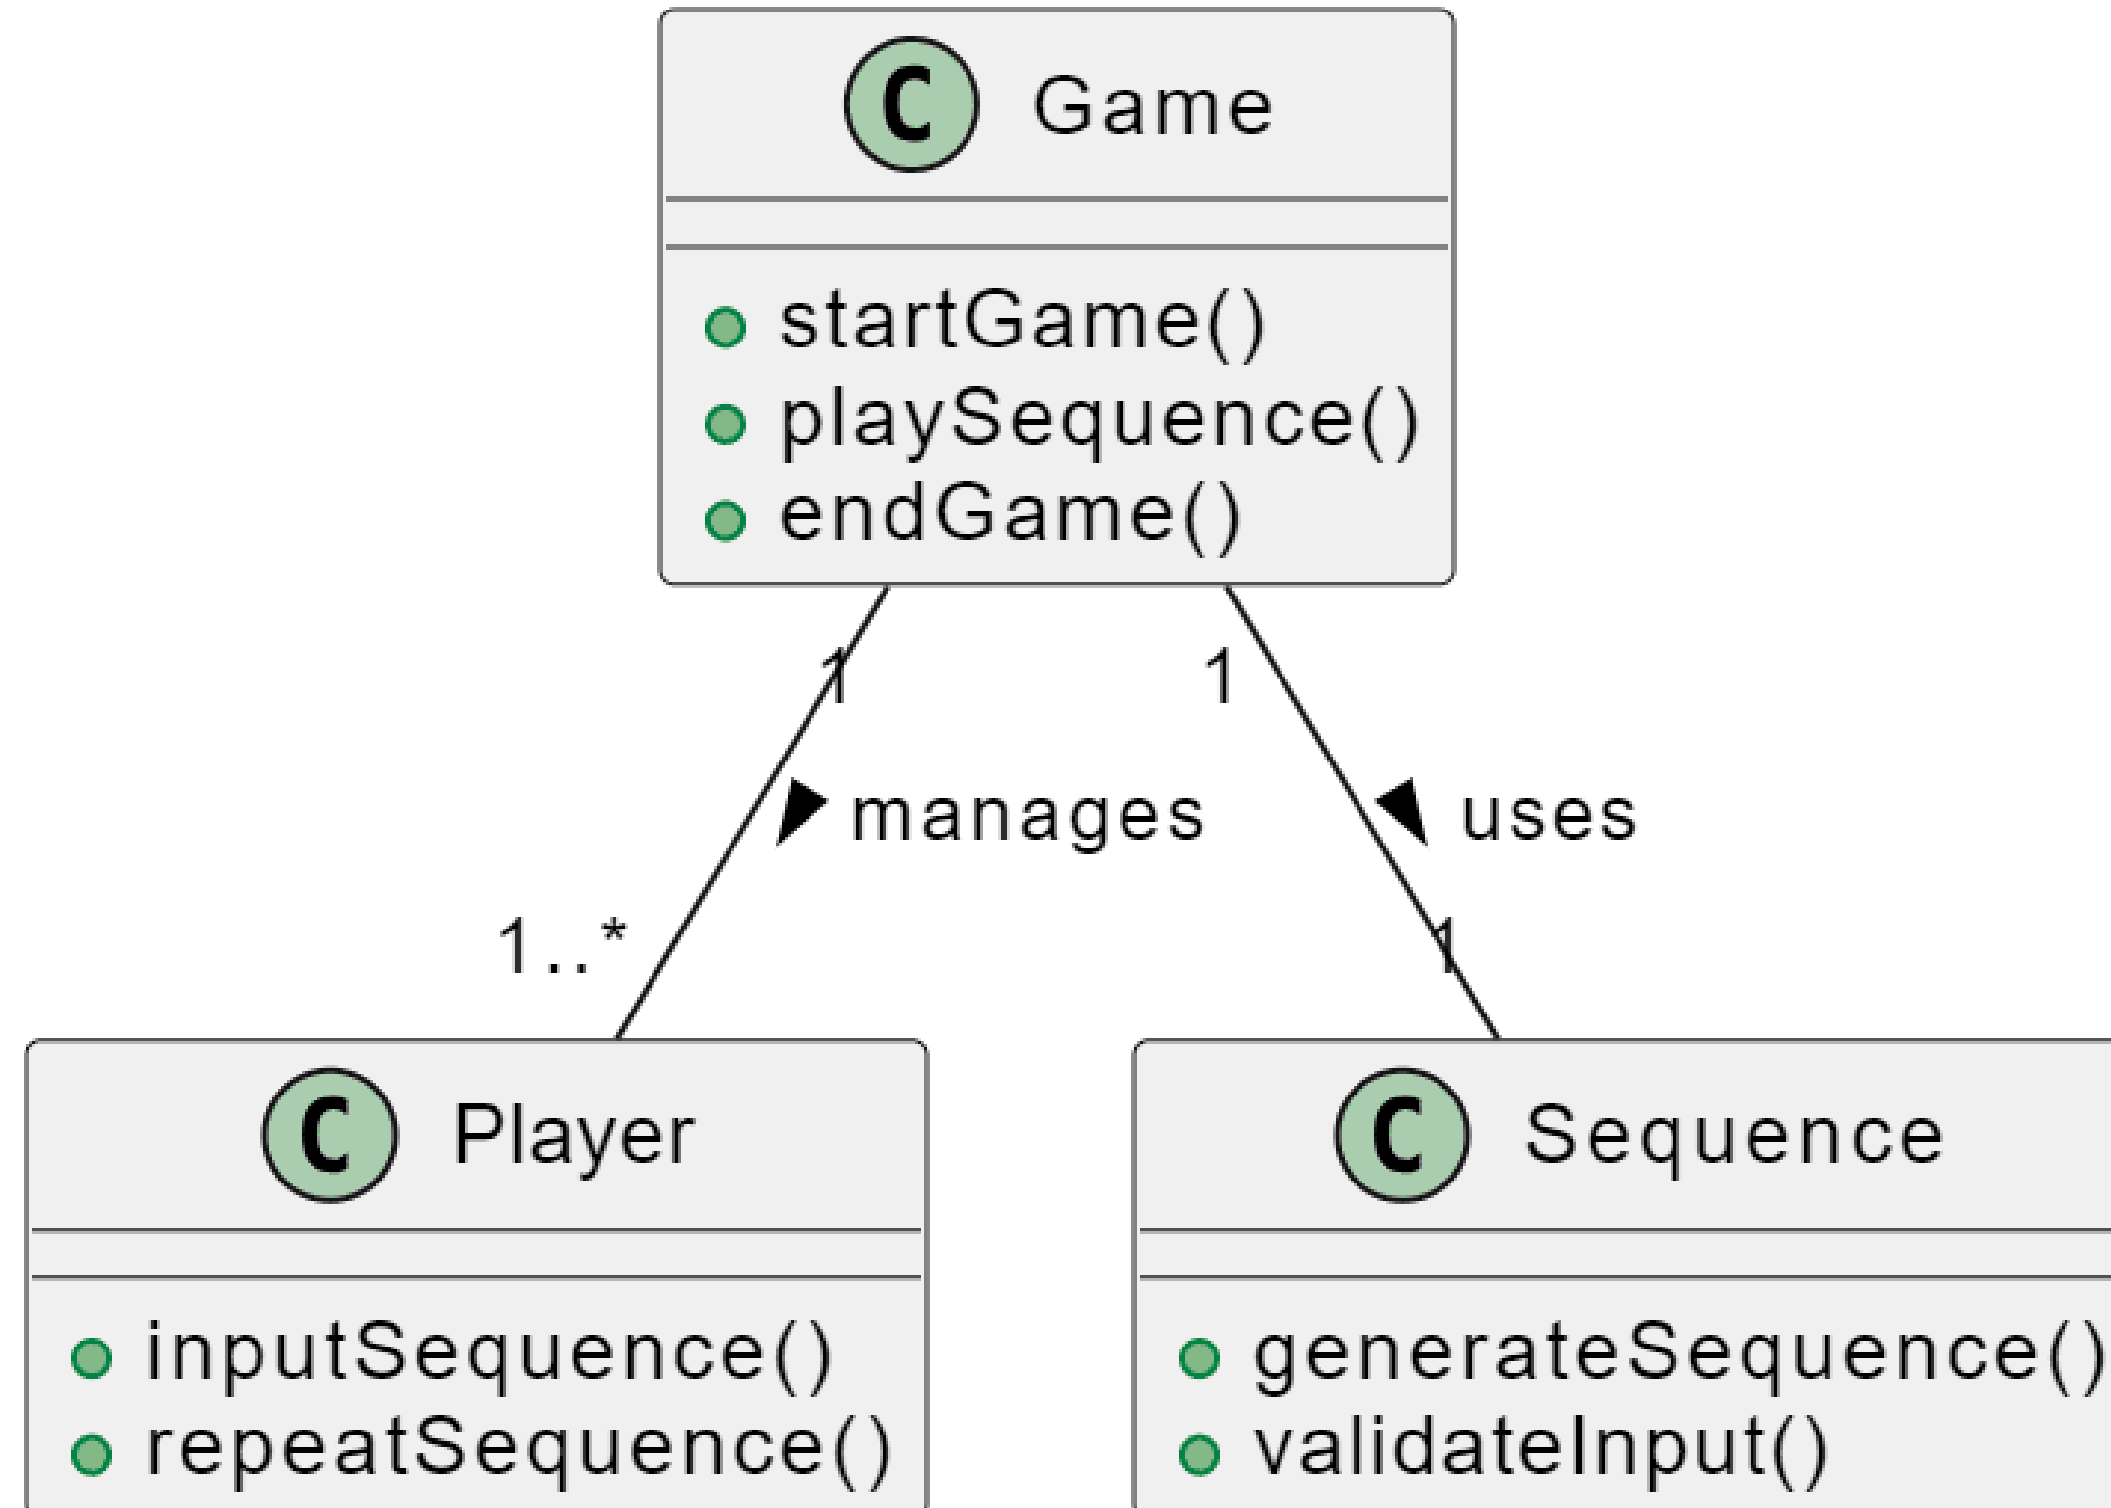 C Game
startGame()
playSequence()
endGame()
1
1
manages
uses
1..*
1
C Player
C Sequence
inputSequence()
repeatSequence()
generateSequence()
validateInput()